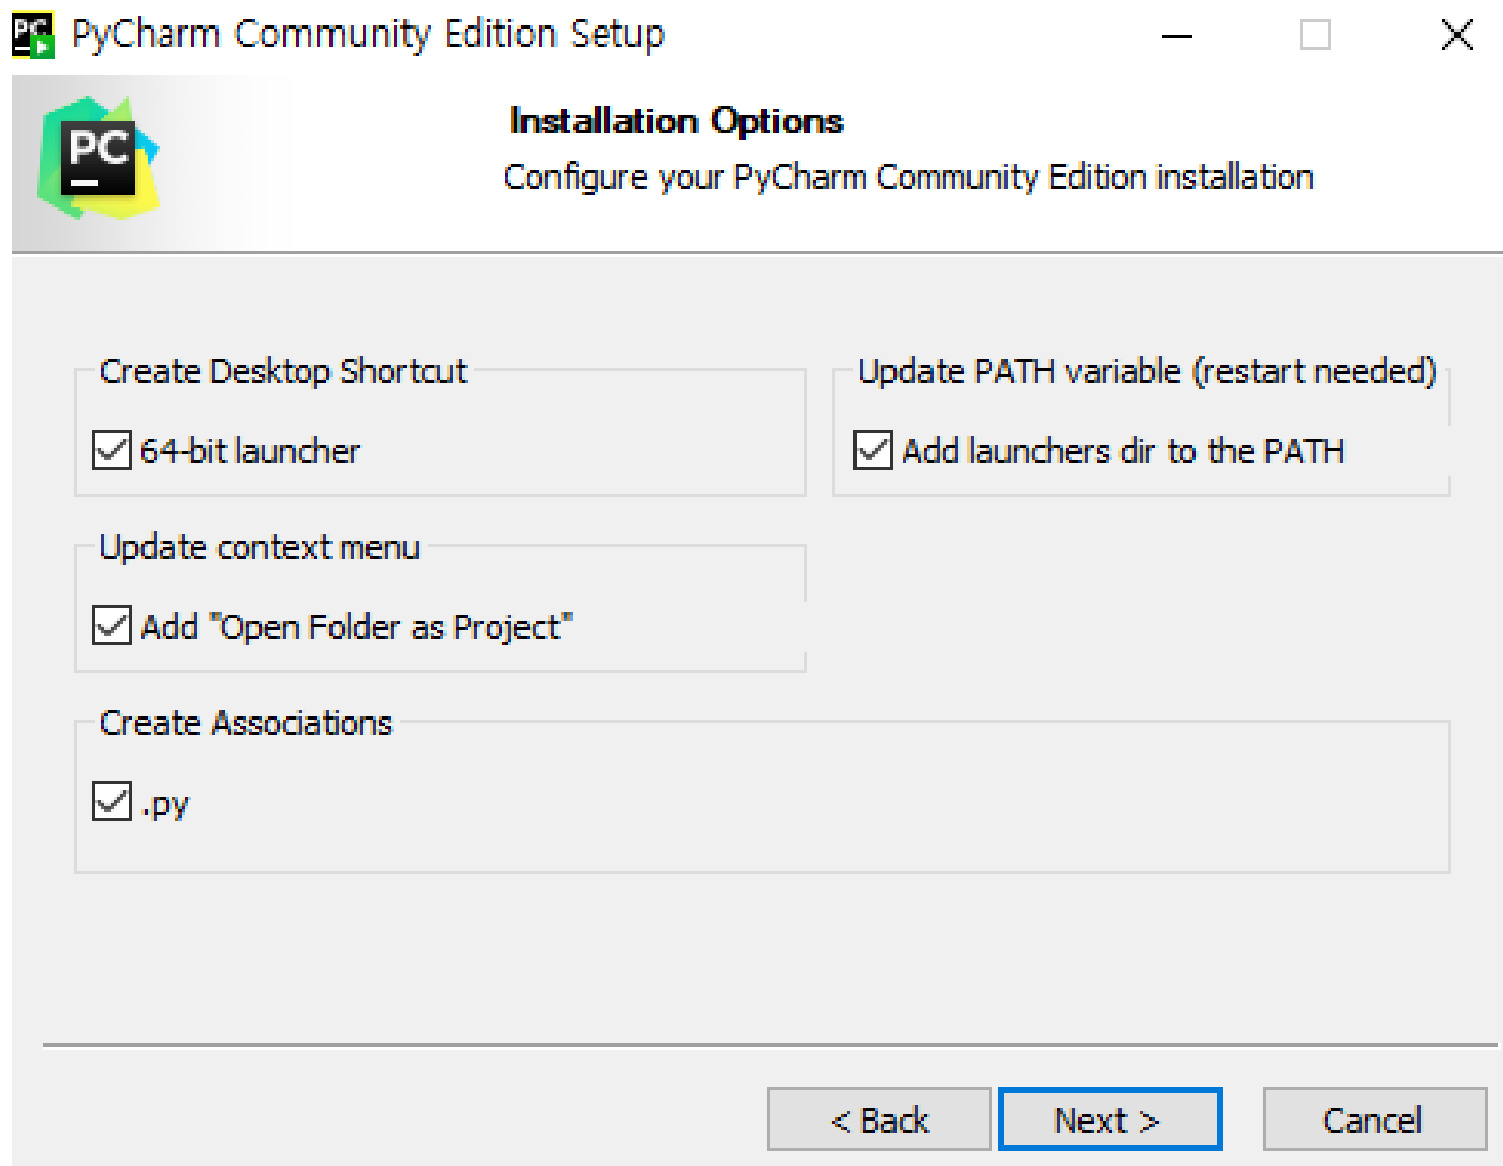 PC PyCharm Community Edition Setup
PC
Installation Options
Configure your PyCharm Community Edition installation
Create Desktop Shortcut
64-bit launcher
Update PATH variable (restart needed)
Add launchers dir to the PATH
Update context menu
Add "Open Folder as Project"
Create Associations
.py
< Back
Next >
Cancel